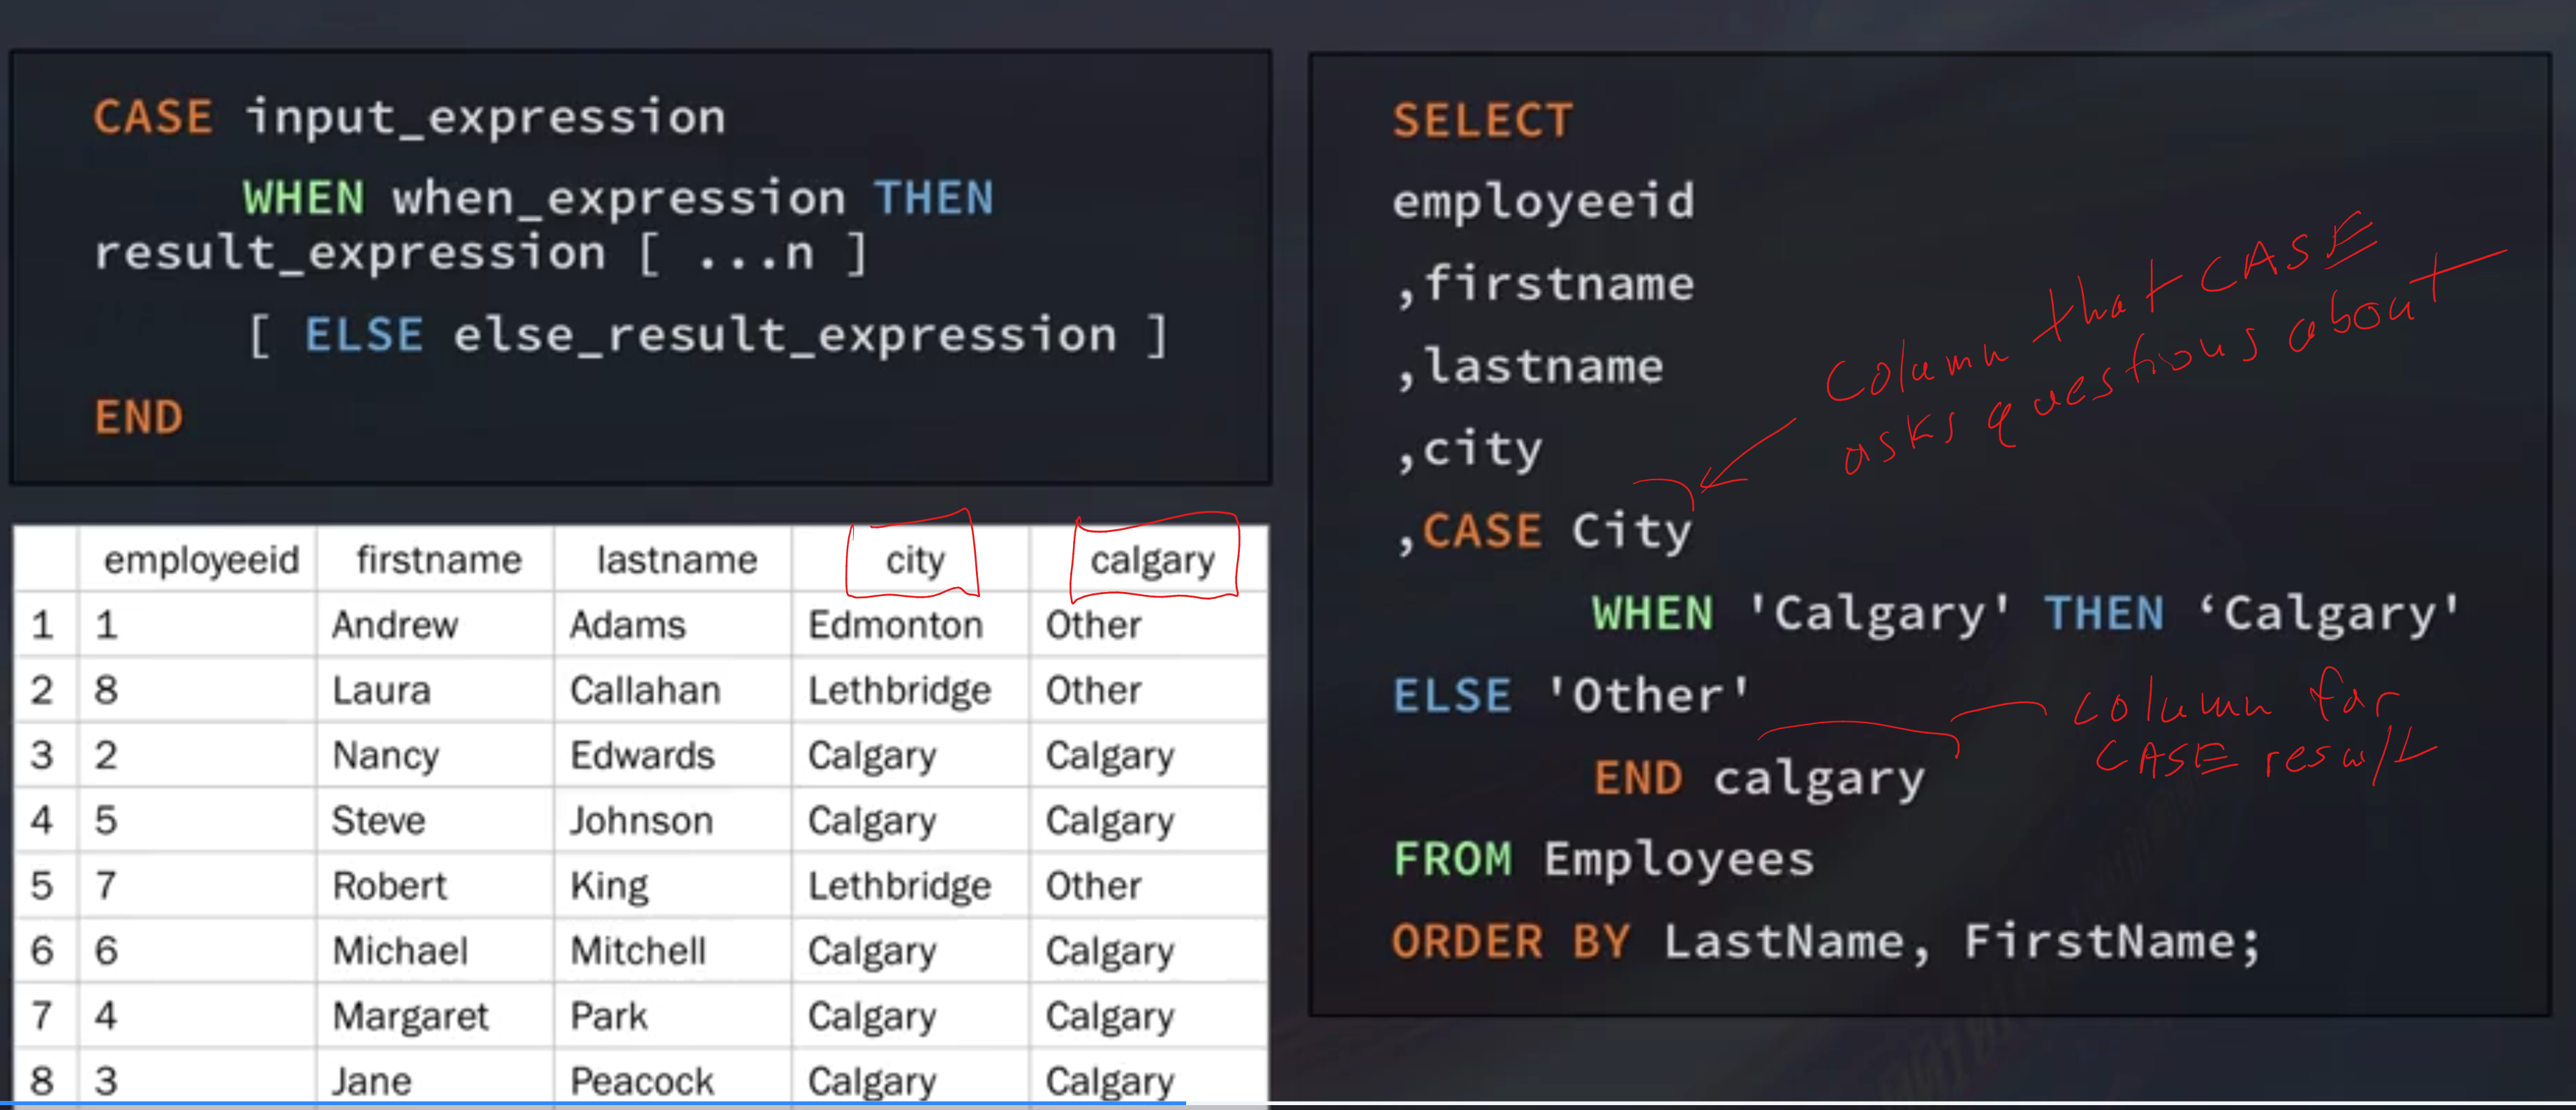 CASE input_expression
WHEN when_expression THEN
result_expression [ ...n ]
[ ELSE else_result_expression ]
END
employeeid firstname lastname city calgary
1 1 Andrew Adams Edmonton Other
2 8 Laura Callahan Lethbridge Other
3 2 Nancy Edwards Calgary Calgary
4 5 Steve Johnson Calgary Calgary
5 7 Robert King Lethbridge Other
6 6 Michael Mitchell Calgary Calgary
7 4 Margaret Park Calgary Calgary
8 3 Jane Peacock Calgary Calgary
SELECT
employeeid
,firstname
,lastname
,city
,CASE City
WHEN 'Calgary' THEN ‘Calgary'
ELSE 'Other'
END calgary
FROM Employees
ORDER BY LastName, FirstName;
Column that CASE
asks questions about
column for
CASE result